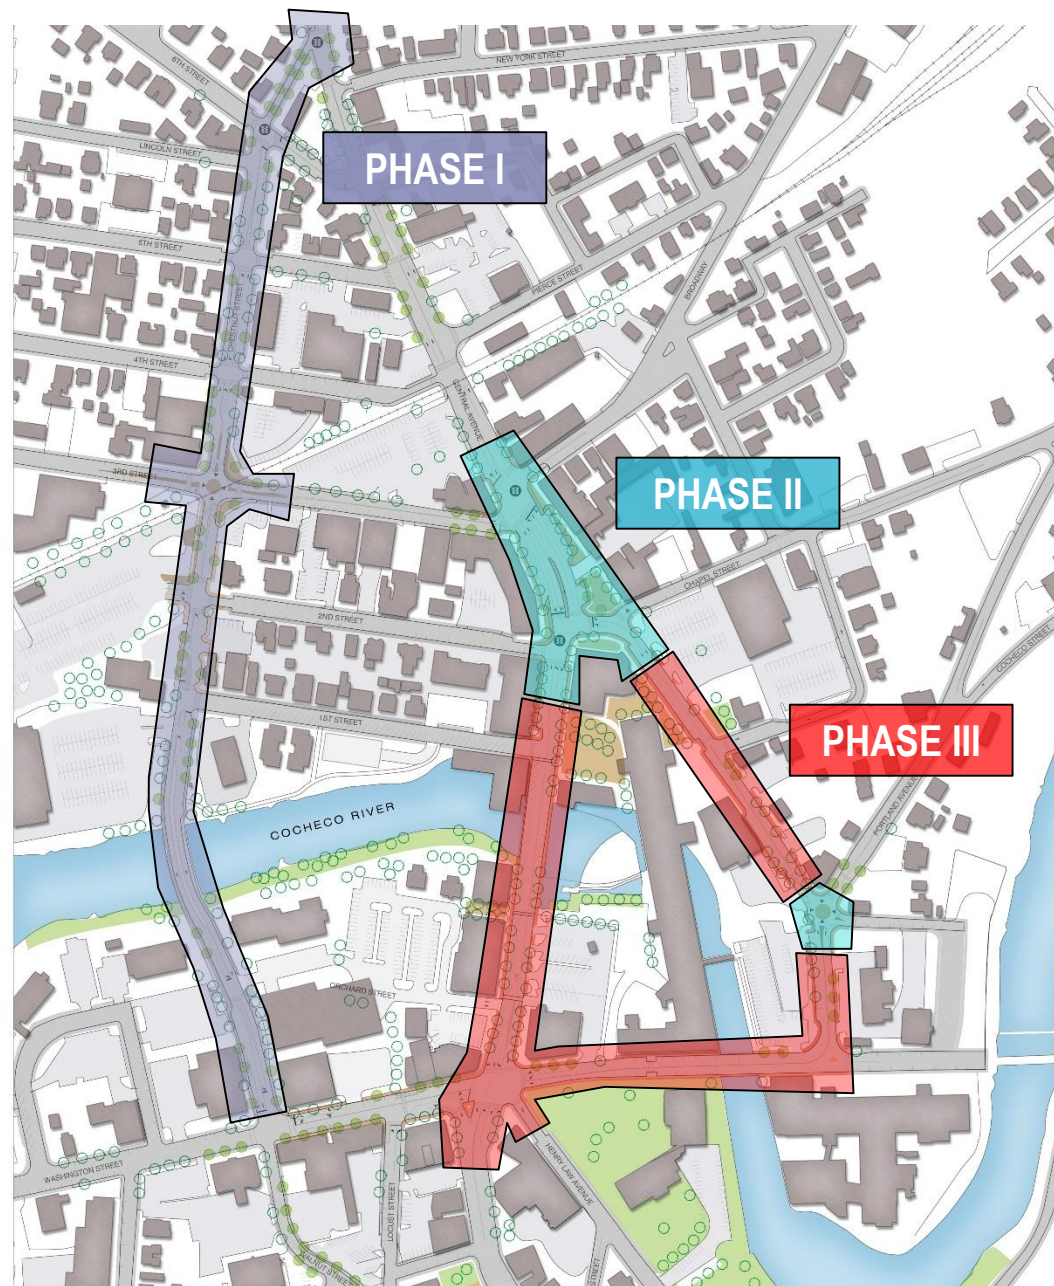 NEW YORK STREET
6TH STREET
LINCOLN STREET
PHASE I
5TH STREET
PIERCE STREET
BROADWAY
CHESTNUT STREET
4TH STREET
CENTRAL AVENUE
3RD STREET
PHASE II
CHAPEL STREET
2ND STREET
COCHECO STREET
1ST STREET
PHASE III
COCHECO RIVER
PORTLAND AVENUE
ORCHARD STREET
WASHINGTON STREET
HENRY LAW AVENUE
LOCUST STREET
WALNUT STREET